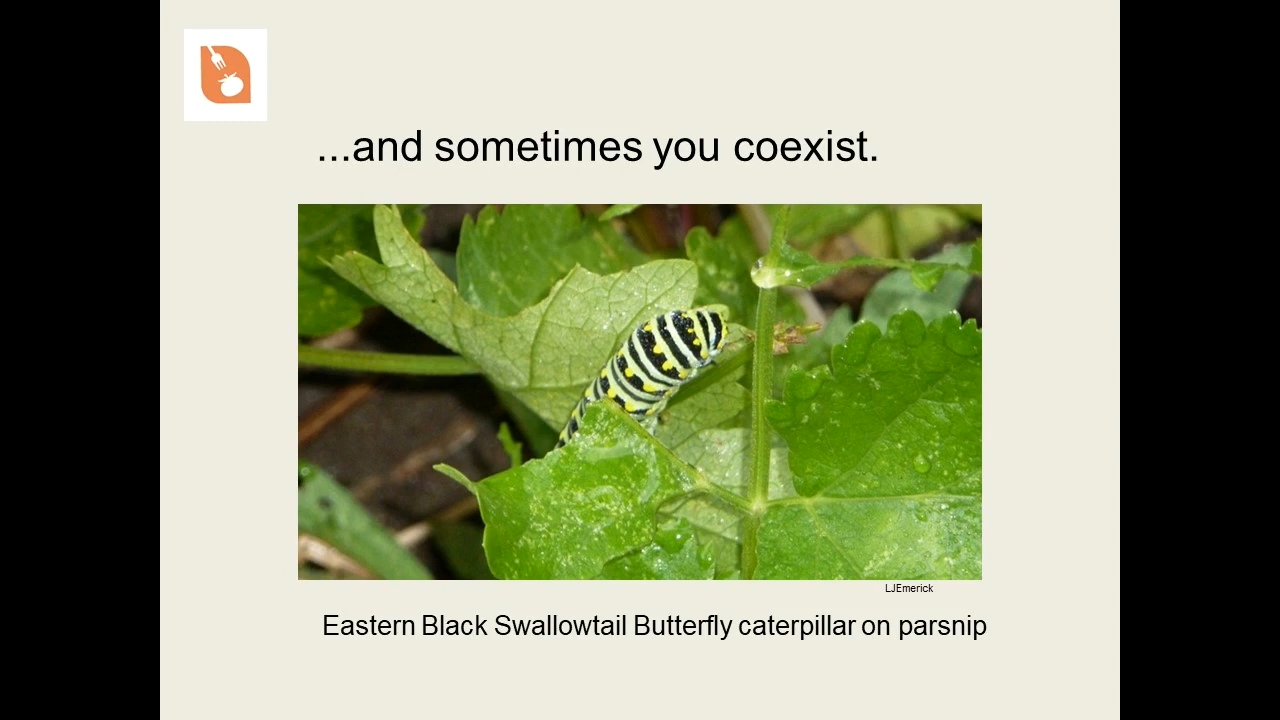 ...and sometimes you coexist.
LJEmerick
Eastern Black Swallowtail Butterfly caterpillar on parsnip